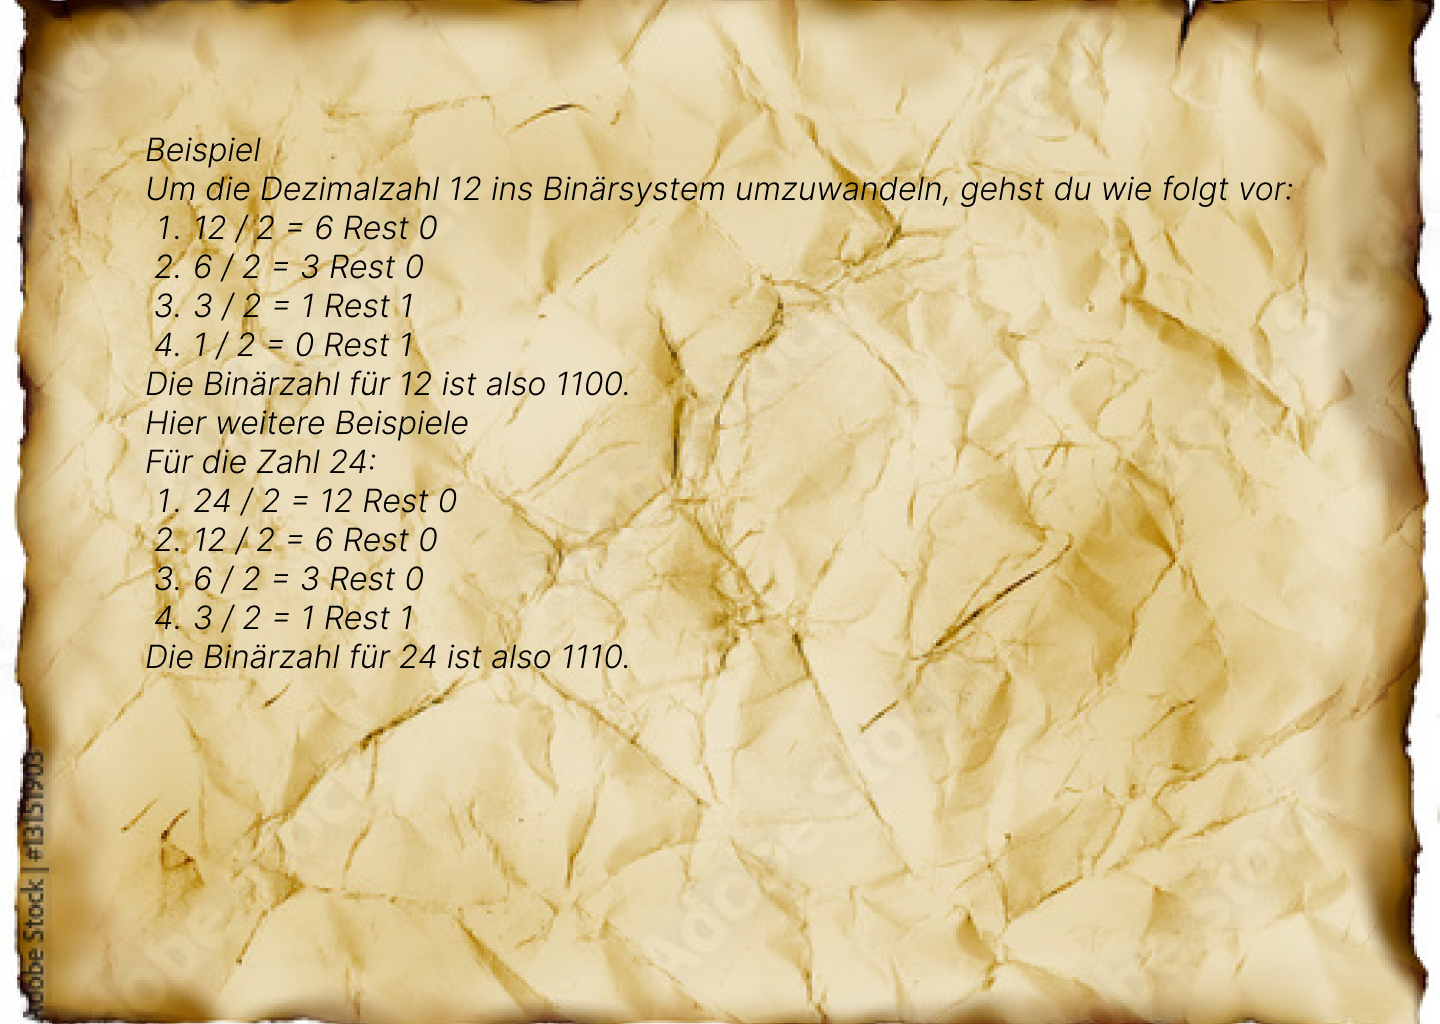 Beispiel
Um die Dezimalzahl 12 ins Binärsystem umzuwandeln, gehst du wie folgt vor:
1. 12 / 2 = 6 Rest 0
2. 6 / 2 = 3 Rest 0
3. 3 / 2 = 1 Rest 1
4. 1 / 2 = 0 Rest 1
Die Binärzahl für 12 ist also 1100.
Hier weitere Beispiele
Für die Zahl 24:
1. 24 / 2 = 12 Rest 0
2. 12 / 2 = 6 Rest 0
3. 6 / 2 = 3 Rest 0
4. 3 / 2 = 1 Rest 1
Die Binärzahl für 24 ist also 1110.
Adobe Stock | #13151903